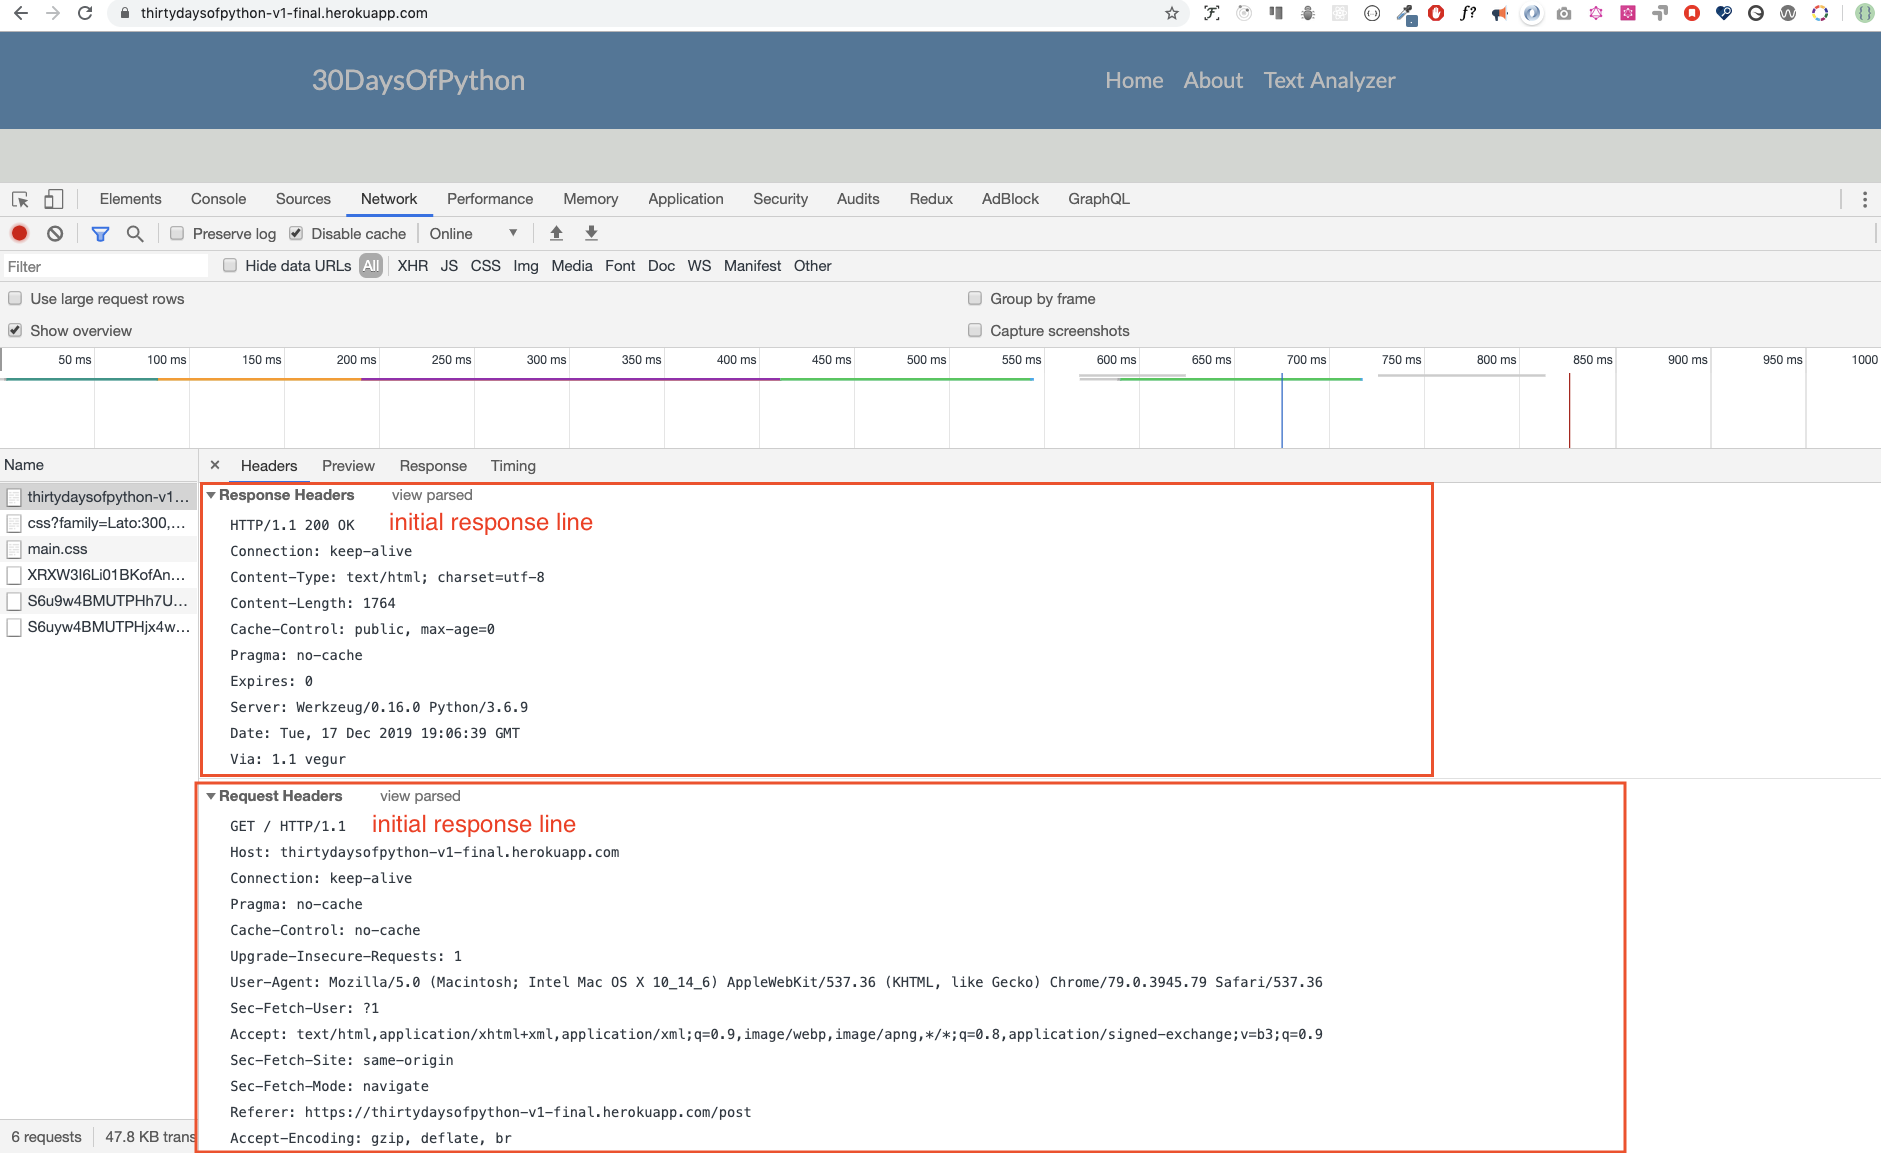 thirtydaysofpython-v1-final.herokuapp.com
30DaysOfPython
Home About Text Analyzer
Elements Console Sources Network Performance Memory Application Security Audits Redux AdBlock GraphQL
Preserve log Disable cache Online
Filter Hide data URLs All XHR JS CSS Img Media Font Doc WS Manifest Other
Use large request rows Group by frame
Show overview Capture screenshots
50 ms 100 ms 150 ms 200 ms 250 ms 300 ms 350 ms 400 ms 450 ms 500 ms 550 ms 600 ms 650 ms 700 ms 750 ms 800 ms 850 ms 900 ms 950 ms 1000
Name
thirtydaysofpython-v1...
css?family=Lato:300,...
main.css
XRXW3I6Li01BKofAn...
S6u9w4BMUTPHh7U...
S6uyw4BMUTPHjx4w...
6 requests 47.8 KB trans
Headers Preview Response Timing
Response Headers view parsed
HTTP/1.1 200 OK initial response line
Connection: keep-alive
Content-Type: text/html; charset=utf-8
Content-Length: 1764
Cache-Control: public, max-age=0
Pragma: no-cache
Expires: 0
Server: Werkzeug/0.16.0 Python/3.6.9
Date: Tue, 17 Dec 2019 19:06:39 GMT
Via: 1.1 vegur
Request Headers view parsed
GET / HTTP/1.1 initial response line
Host: thirtydaysofpython-v1-final.herokuapp.com
Connection: keep-alive
Pragma: no-cache
Cache-Control: no-cache
Upgrade-Insecure-Requests: 1
User-Agent: Mozilla/5.0 (Macintosh; Intel Mac OS X 10_14_6) AppleWebKit/537.36 (KHTML, like Gecko) Chrome/79.0.3945.79 Safari/537.36
Sec-Fetch-User: ?1
Accept: text/html,application/xhtml+xml,application/xml;q=0.9,image/webp,image/apng,*/*;q=0.8,application/signed-exchange;v=b3;q=0.9
Sec-Fetch-Site: same-origin
Sec-Fetch-Mode: navigate
Referer: https://thirtydaysofpython-v1-final.herokuapp.com/post
Accept-Encoding: gzip, deflate, br